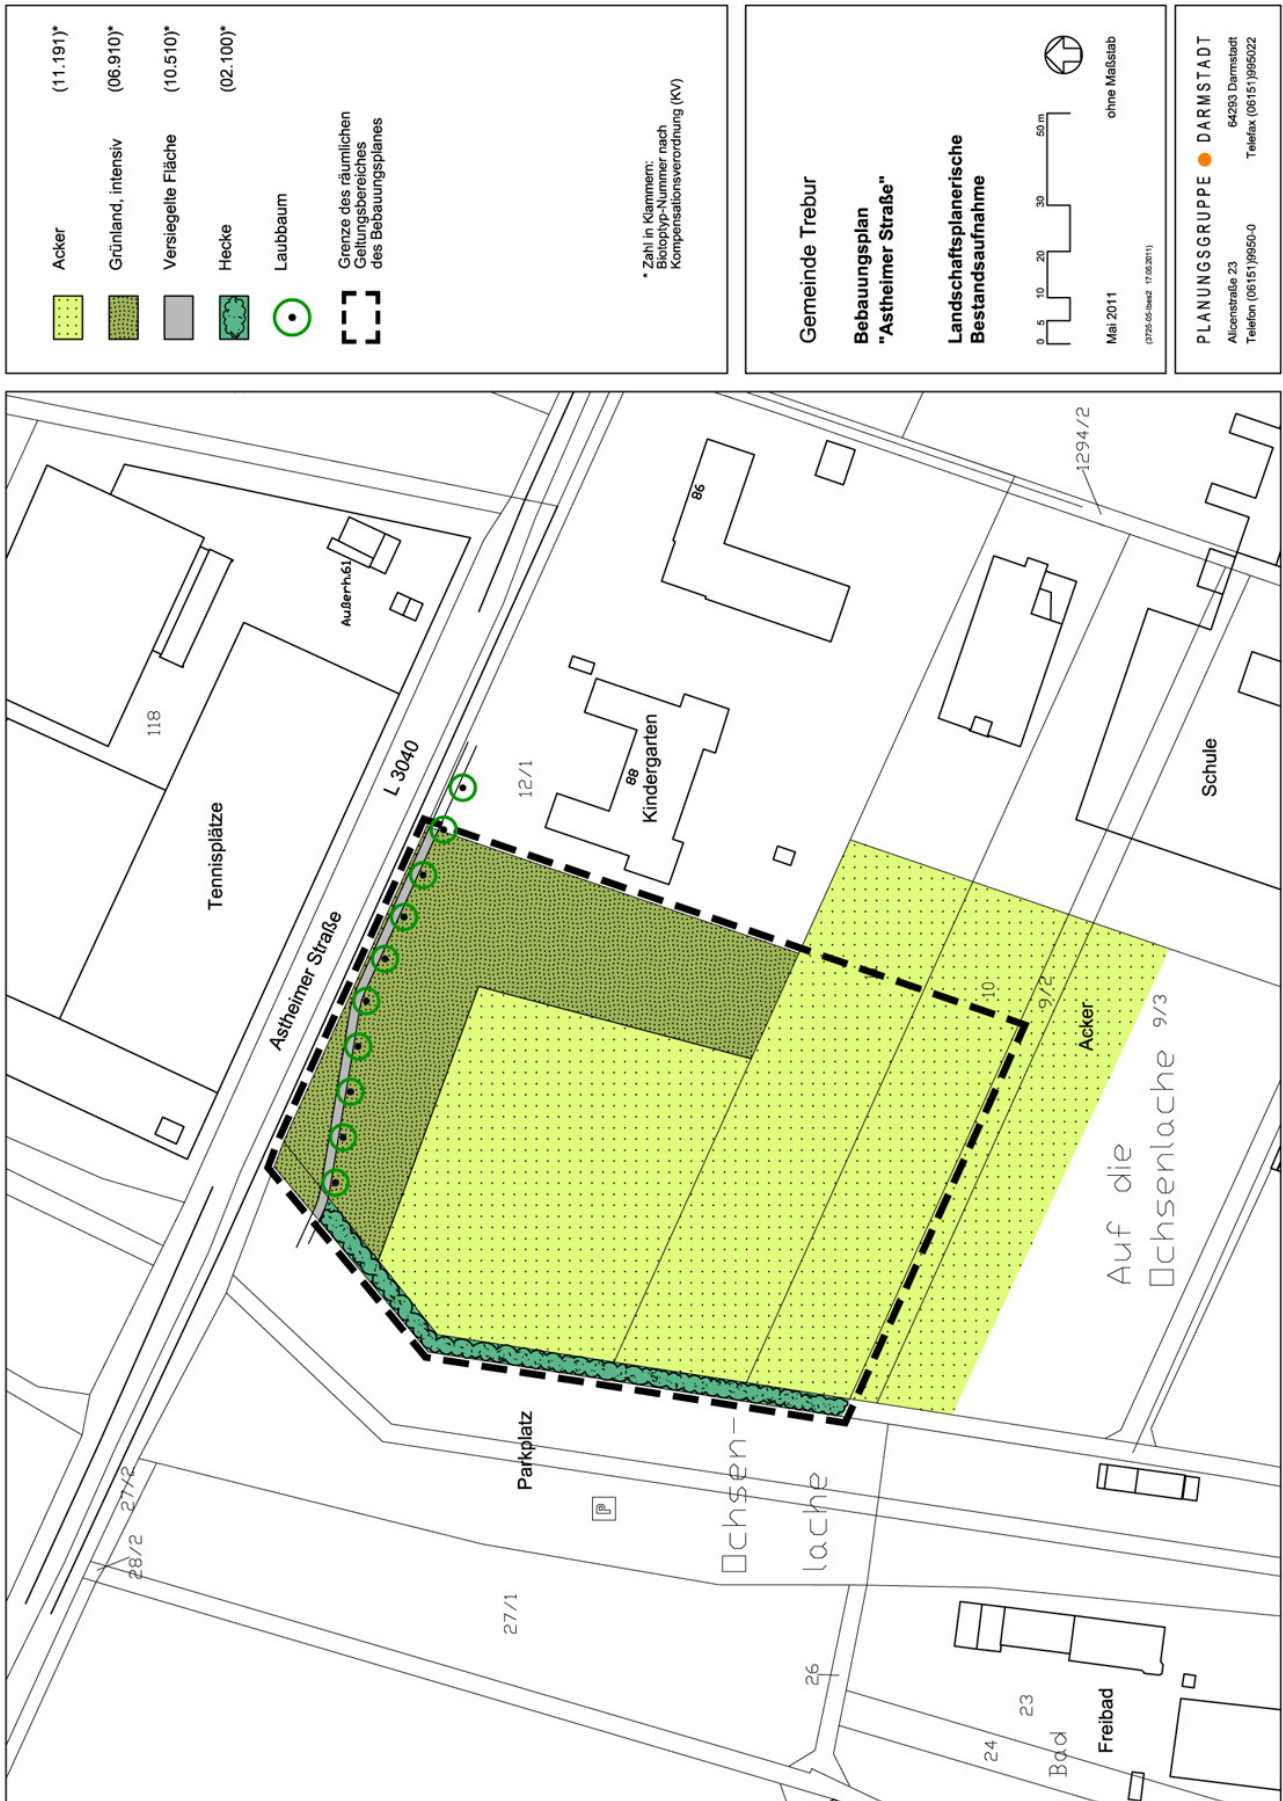 Acker (11.191)*
Grünland, intensiv (06.910)*
Versiegelte Fläche (10.510)*
Hecke (02.100)*
Laubbaum
Grenze des räumlichen
Geltungsbereiches
des Bebauungsplanes
* Zahl in Klammern:
Biotoptyp-Nummer nach
Kompensationsverordnung (KV)
Gemeinde Trebur
Bebauungsplan
"Astheimer Straße"
Landschaftsplanerische
Bestandsaufnahme
0 5 10 20 30 50 m
Mai 2011 ohne Maßstab
PLANUNGSGRUPPE DARMSTADT
Alicenstraße 23 64293 Darmstadt
Telefon (06151)9950-0 Telefax (06151)995022
118
Außerh.61
Tennisplätze
Astheimer Straße
L 3040
12/1
86
88
Kindergarten
1294/2
Schule
10
9/2
Acker
9/3
Auf die
Ochsenlache
Parkplatz
P
Ochsen-
lache
27/2
28/2
27/1
26
24
23
Bad
Freibad